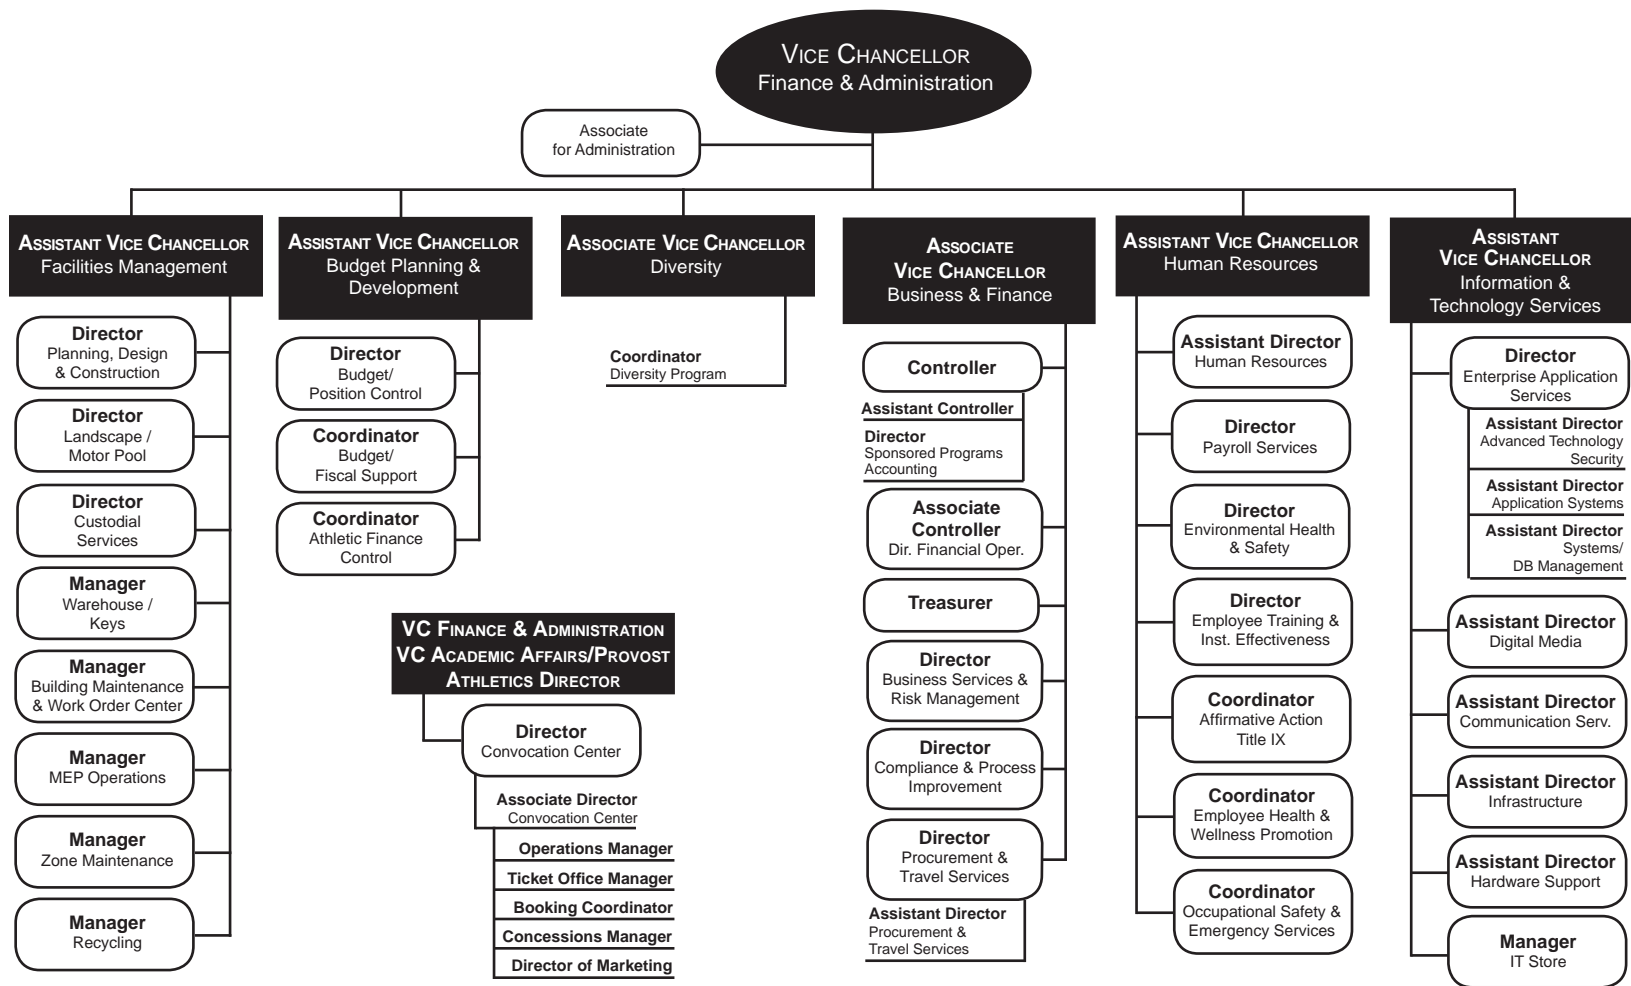 VICE CHANCELLOR
Finance & Administration
Associate
for Administration
ASSISTANT VICE CHANCELLOR
Facilities Management
Director
Planning, Design
& Construction
Director
Landscape /
Motor Pool
Director
Custodial
Services
Manager
Warehouse /
Keys
Manager
Building Maintenance
& Work Order Center
Manager
MEP Operations
Manager
Zone Maintenance
Manager
Recycling
ASSISTANT VICE CHANCELLOR
Budget Planning &
Development
Director
Budget/
Position Control
Coordinator
Budget/
Fiscal Support
Coordinator
Athletic Finance
Control
ASSOCIATE VICE CHANCELLOR
Diversity
Coordinator
Diversity Program
VC FINANCE & ADMINISTRATION
VC ACADEMIC AFFAIRS/PROVOST
ATHLETICS DIRECTOR
Director
Convocation Center
Associate Director
Convocation Center
Operations Manager
Ticket Office Manager
Booking Coordinator
Concessions Manager
Director of Marketing
ASSOCIATE
VICE CHANCELLOR
Business & Finance
Controller
Assistant Controller
Director
Sponsored Programs
Accounting
Associate
Controller
Dir. Financial Oper.
Treasurer
Director
Business Services &
Risk Management
Director
Compliance & Process
Improvement
Director
Procurement &
Travel Services
Assistant Director
Procurement &
Travel Services
ASSISTANT VICE CHANCELLOR
Human Resources
Assistant Director
Human Resources
Director
Payroll Services
Director
Environmental Health
& Safety
Director
Employee Training &
Inst. Effectiveness
Coordinator
Affirmative Action
Title IX
Coordinator
Employee Health &
Wellness Promotion
Coordinator
Occupational Safety &
Emergency Services
ASSISTANT
VICE CHANCELLOR
Information &
Technology Services
Director
Enterprise Application
Services
Assistant Director
Advanced Technology
Security
Assistant Director
Application Systems
Assistant Director
Systems/
DB Management
Assistant Director
Digital Media
Assistant Director
Communication Serv.
Assistant Director
Infrastructure
Assistant Director
Hardware Support
Manager
IT Store